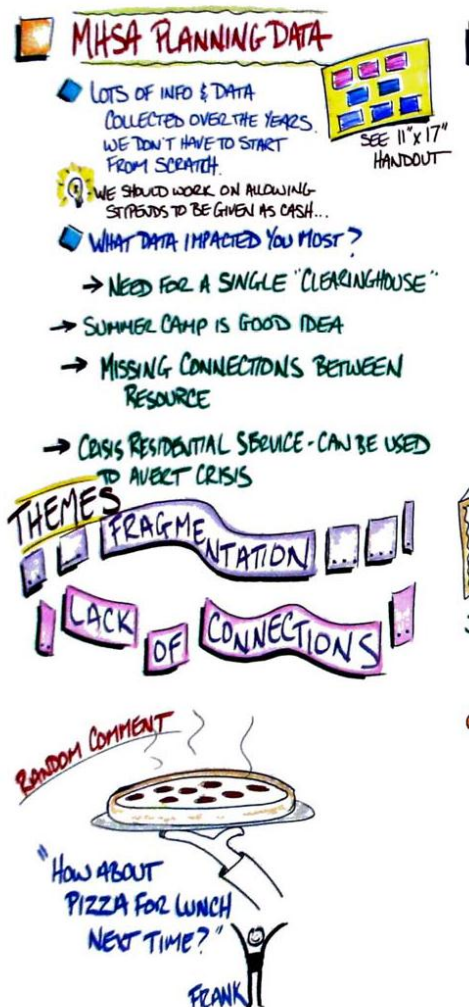 MHSA PLANNING DATA
LOTS OF INFO & DATA
COLLECTED OVER THE YEARS.
WE DON'T HAVE TO START
FROM SCRATCH.
SEE 11"x17"
HANDOUT
WE SHOULD WORK ON ALLOWING
STIPENDS TO BE GIVEN AS CASH...
WHAT DATA IMPACTED YOU MOST?
→ NEED FOR A SINGLE "CLEARINGHOUSE"
→ SUMMER CAMP IS GOOD IDEA
→ MISSING CONNECTIONS BETWEEN
RESOURCE
→ CRISIS RESIDENTIAL SERVICE - CAN BE USED
TO AVERT CRISIS
THEMES
FRAGMENTATION
LACK OF CONNECTIONS
RANDOM COMMENT
"HOW ABOUT
PIZZA FOR LUNCH
NEXT TIME?"
FRANK